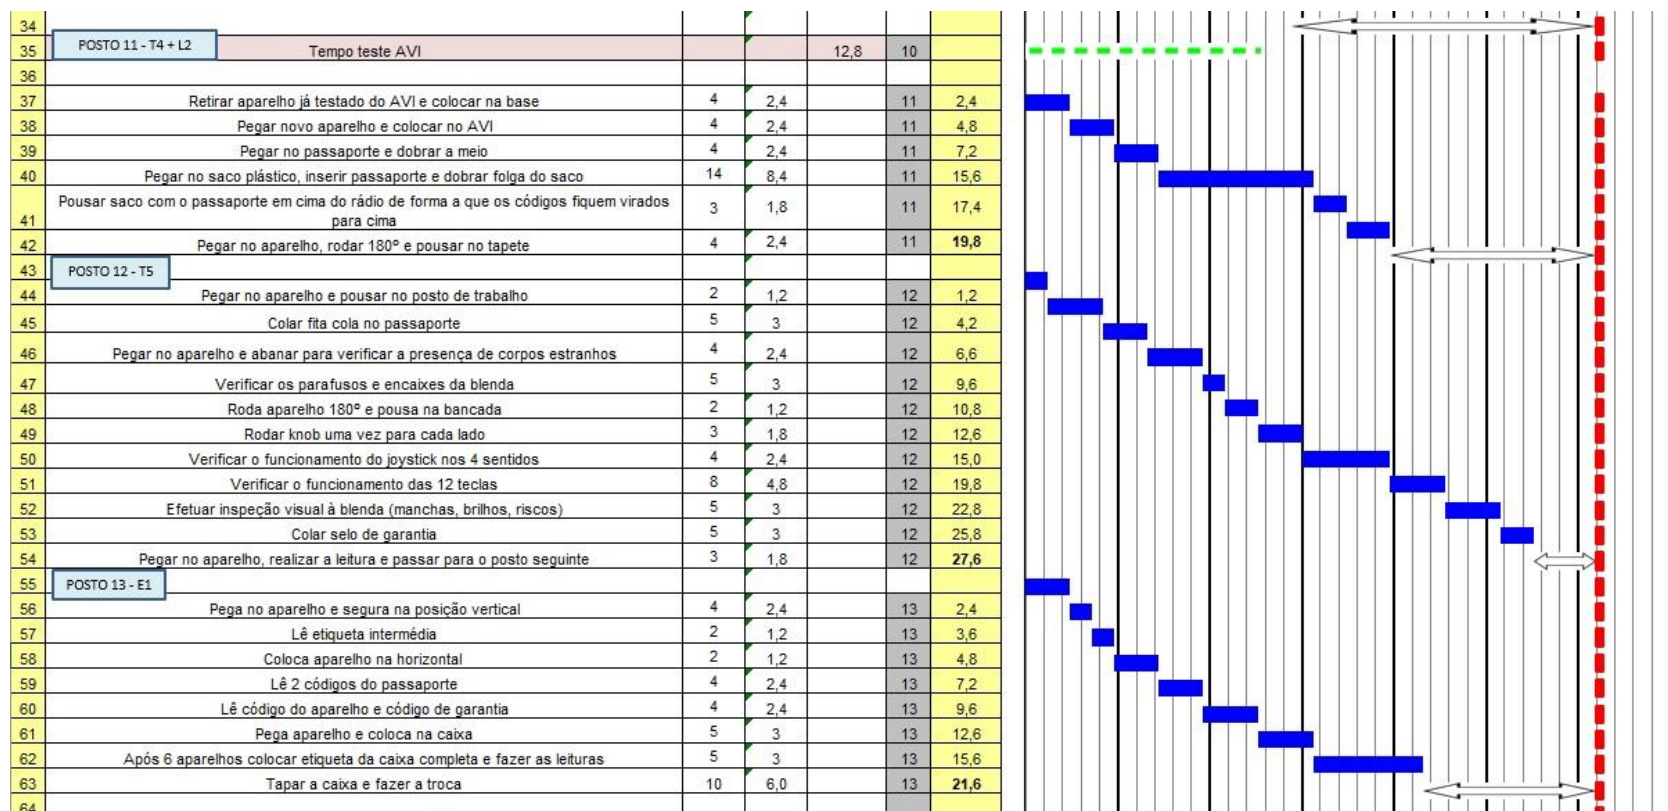 34
35 POSTO 11 - T4 + L2 Tempo teste AVI 12,8 10
36
37 Retirar aparelho já testado do AVI e colocar na base 4 2,4 11 2,4
38 Pegar novo aparelho e colocar no AVI 4 2,4 11 4,8
39 Pegar no passaporte e dobrar a meio 4 2,4 11 7,2
40 Pegar no saco plástico, inserir passaporte e dobrar folga do saco 14 8,4 11 15,6
Pousar saco com o passaporte em cima do rádio de forma a que os códigos fiquem virados
41 para cima 3 1,8 11 17,4
42 Pegar no aparelho, rodar 180º e pousar no tapete 4 2,4 11 19,8
43 POSTO 12 - T5
44 Pegar no aparelho e pousar no posto de trabalho 2 1,2 12 1,2
45 Colar fita cola no passaporte 5 3 12 4,2
46 Pegar no aparelho e abanar para verificar a presença de corpos estranhos 4 2,4 12 6,6
47 Verificar os parafusos e encaixes da blenda 5 3 12 9,6
48 Roda aparelho 180º e pousa na bancada 2 1,2 12 10,8
49 Rodar knob uma vez para cada lado 3 1,8 12 12,6
50 Verificar o funcionamento do joystick nos 4 sentidos 4 2,4 12 15,0
51 Verificar o funcionamento das 12 teclas 8 4,8 12 19,8
52 Efetuar inspeção visual à blenda (manchas, brilhos, riscos) 5 3 12 22,8
53 Colar selo de garantia 5 3 12 25,8
54 Pegar no aparelho, realizar a leitura e passar para o posto seguinte 3 1,8 12 27,6
55 POSTO 13 - E1
56 Pega no aparelho e segura na posição vertical 4 2,4 13 2,4
57 Lê etiqueta intermédia 2 1,2 13 3,6
58 Coloca aparelho na horizontal 2 1,2 13 4,8
59 Lê 2 códigos do passaporte 4 2,4 13 7,2
60 Lê código do aparelho e código de garantia 4 2,4 13 9,6
61 Pega aparelho e coloca na caixa 5 3 13 12,6
62 Após 6 aparelhos colocar etiqueta da caixa completa e fazer as leituras 5 3 13 15,6
63 Tapar a caixa e fazer a troca 10 6,0 13 21,6
64